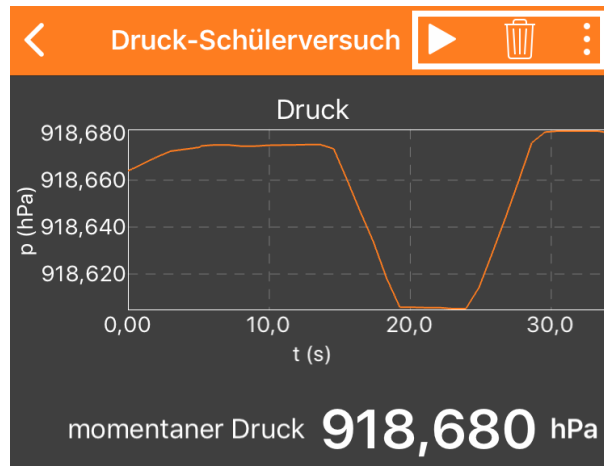 Druck-Schülerversuch
Druck
918,680
918,660
918,640
918,620
p (hPa)
0,00 10,0 20,0 30,0
t (s)
momentaner Druck 918,680 hPa